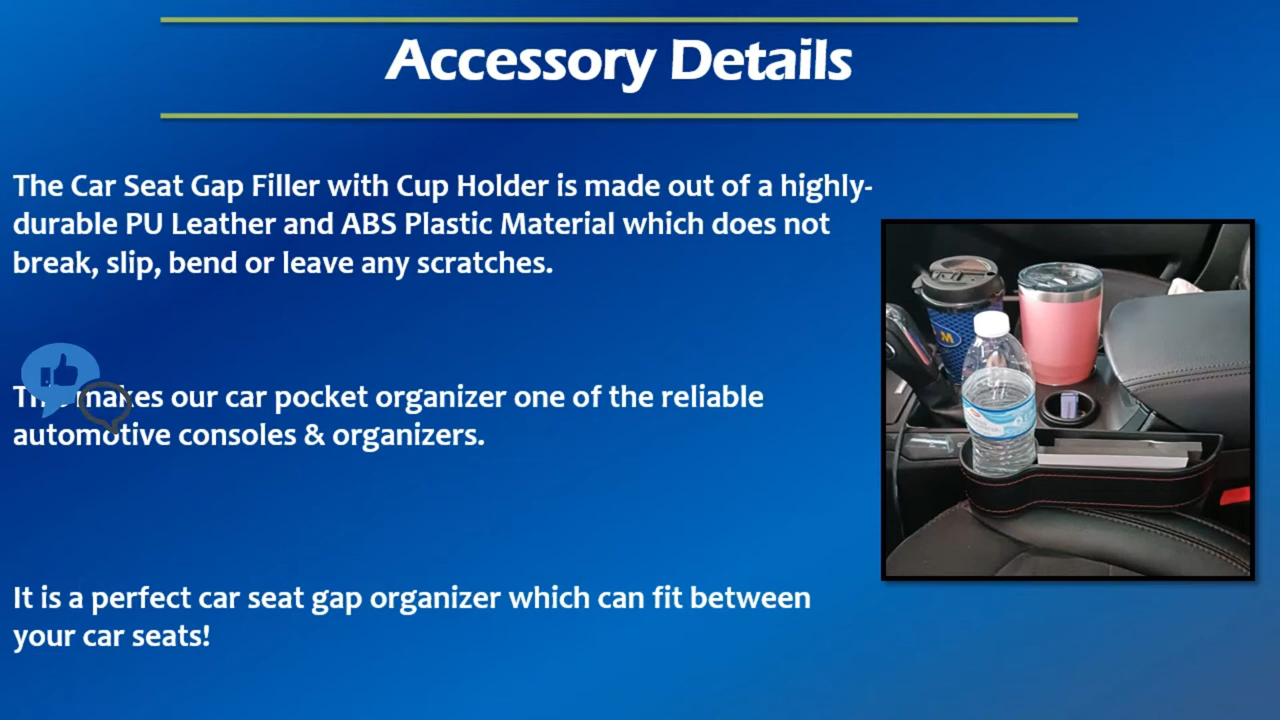 Accessory Details
The Car Seat Gap Filler with Cup Holder is made out of a highly-
durable PU Leather and ABS Plastic Material which does not
break, slip, bend or leave any scratches.
makes our car pocket organizer one of the reliable
automotive consoles & organizers.
It is a perfect car seat gap organizer which can fit between
your car seats!
M